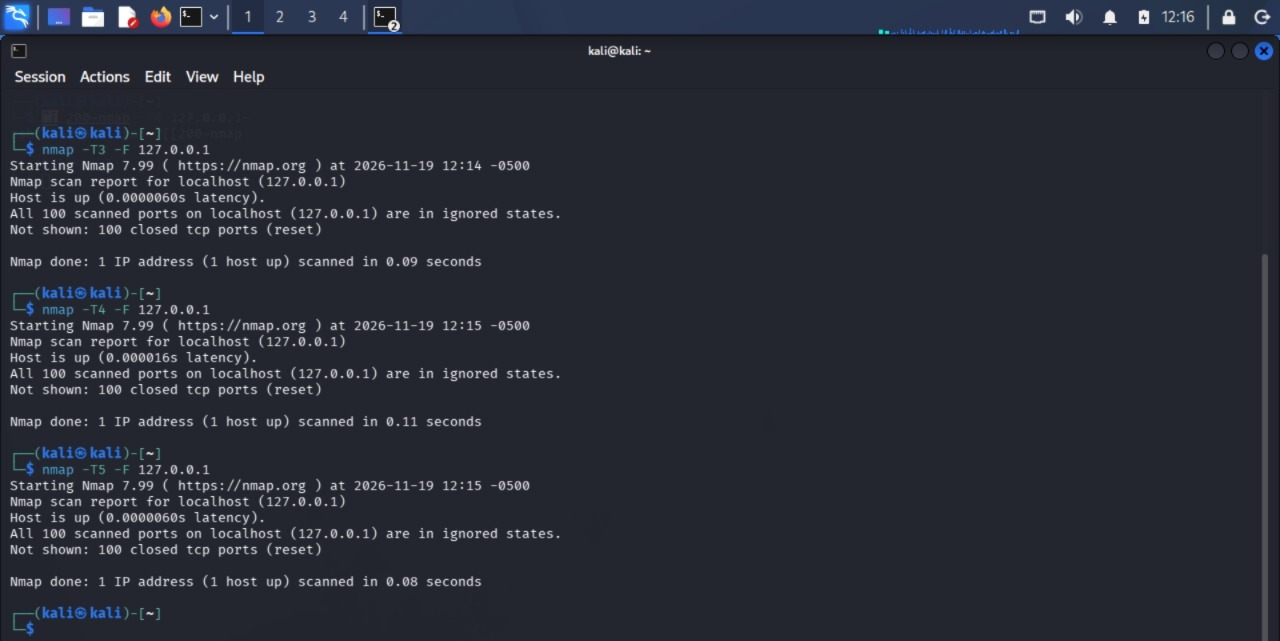 1 2 3 4 2 12:16
kali@kali: ~
Session Actions Edit View Help
┌──(kali㉿kali)-[~]
└─$ nmap -T3 -F 127.0.0.1
Starting Nmap 7.99 ( https://nmap.org ) at 2026-11-19 12:14 -0500
Nmap scan report for localhost (127.0.0.1)
Host is up (0.0000060s latency).
All 100 scanned ports on localhost (127.0.0.1) are in ignored states.
Not shown: 100 closed tcp ports (reset)
Nmap done: 1 IP address (1 host up) scanned in 0.09 seconds
┌──(kali㉿kali)-[~]
└─$ nmap -T4 -F 127.0.0.1
Starting Nmap 7.99 ( https://nmap.org ) at 2026-11-19 12:15 -0500
Nmap scan report for localhost (127.0.0.1)
Host is up (0.000016s latency).
All 100 scanned ports on localhost (127.0.0.1) are in ignored states.
Not shown: 100 closed tcp ports (reset)
Nmap done: 1 IP address (1 host up) scanned in 0.11 seconds
┌──(kali㉿kali)-[~]
└─$ nmap -T5 -F 127.0.0.1
Starting Nmap 7.99 ( https://nmap.org ) at 2026-11-19 12:15 -0500
Nmap scan report for localhost (127.0.0.1)
Host is up (0.0000060s latency).
All 100 scanned ports on localhost (127.0.0.1) are in ignored states.
Not shown: 100 closed tcp ports (reset)
Nmap done: 1 IP address (1 host up) scanned in 0.08 seconds
┌──(kali㉿kali)-[~]
└─$